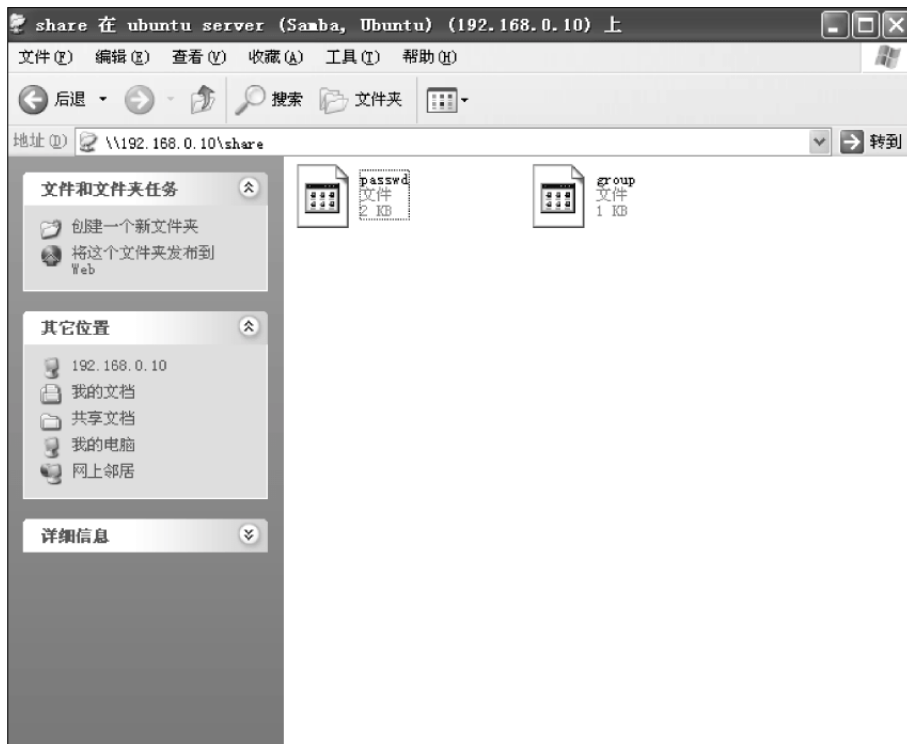 share 在 ubuntu server (Samba, Ubuntu) (192.168.0.10) 上
文件(F) 编辑(E) 查看(V) 收藏(A) 工具(T) 帮助(H)
后退 搜索 文件夹
地址(D) \\192.168.0.10\share 转到
文件和文件夹任务
创建一个新文件夹
将这个文件夹发布到
Web
其它位置
192.168.0.10
我的文档
共享文档
我的电脑
网上邻居
详细信息
passwd
文件
2 KB
group
文件
1 KB